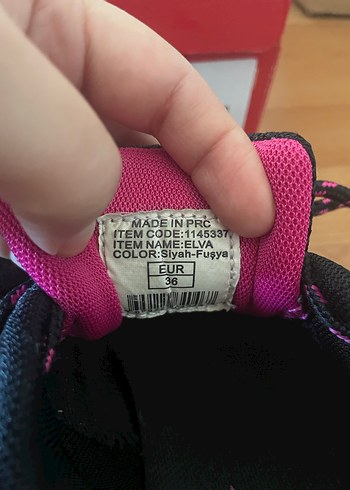 MADE IN PRC
ITEM CODE:1145337
ITEM NAME:ELVA
COLOR:Siyah-Fuşya
EUR
36